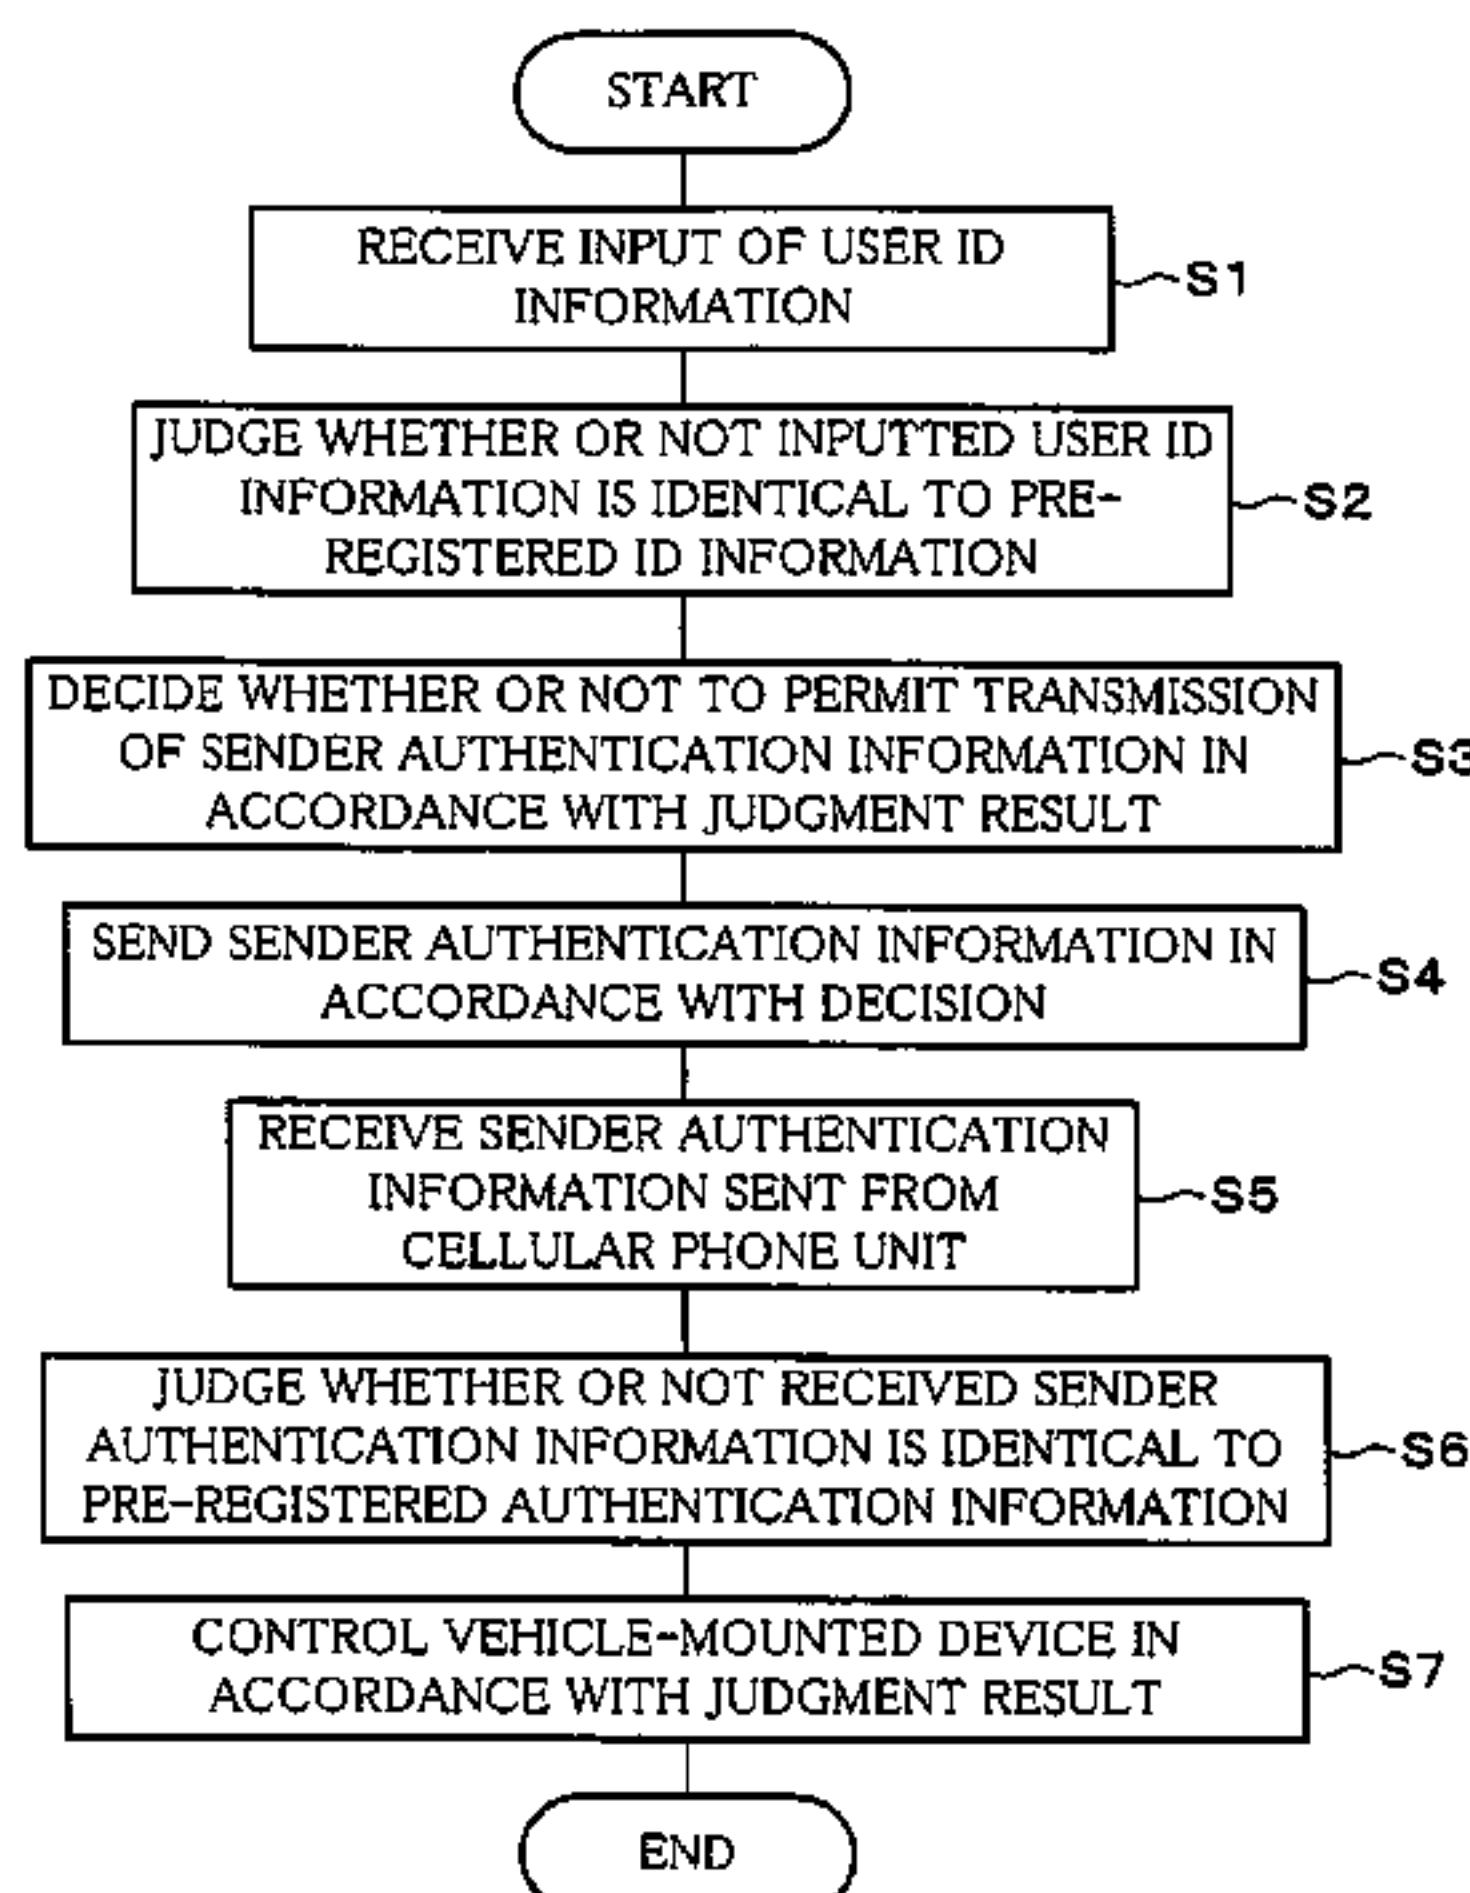 START
RECEIVE INPUT OF USER ID
INFORMATION
S1
JUDGE WHETHER OR NOT INPUTTED USER ID
INFORMATION IS IDENTICAL TO PRE-
REGISTERED ID INFORMATION
S2
DECIDE WHETHER OR NOT TO PERMIT TRANSMISSION
OF SENDER AUTHENTICATION INFORMATION IN
ACCORDANCE WITH JUDGMENT RESULT
S3
SEND SENDER AUTHENTICATION INFORMATION IN
ACCORDANCE WITH DECISION
S4
RECEIVE SENDER AUTHENTICATION
INFORMATION SENT FROM
CELLULAR PHONE UNIT
S5
JUDGE WHETHER OR NOT RECEIVED SENDER
AUTHENTICATION INFORMATION IS IDENTICAL TO
PRE-REGISTERED AUTHENTICATION INFORMATION
S6
CONTROL VEHICLE-MOUNTED DEVICE IN
ACCORDANCE WITH JUDGMENT RESULT
S7
END